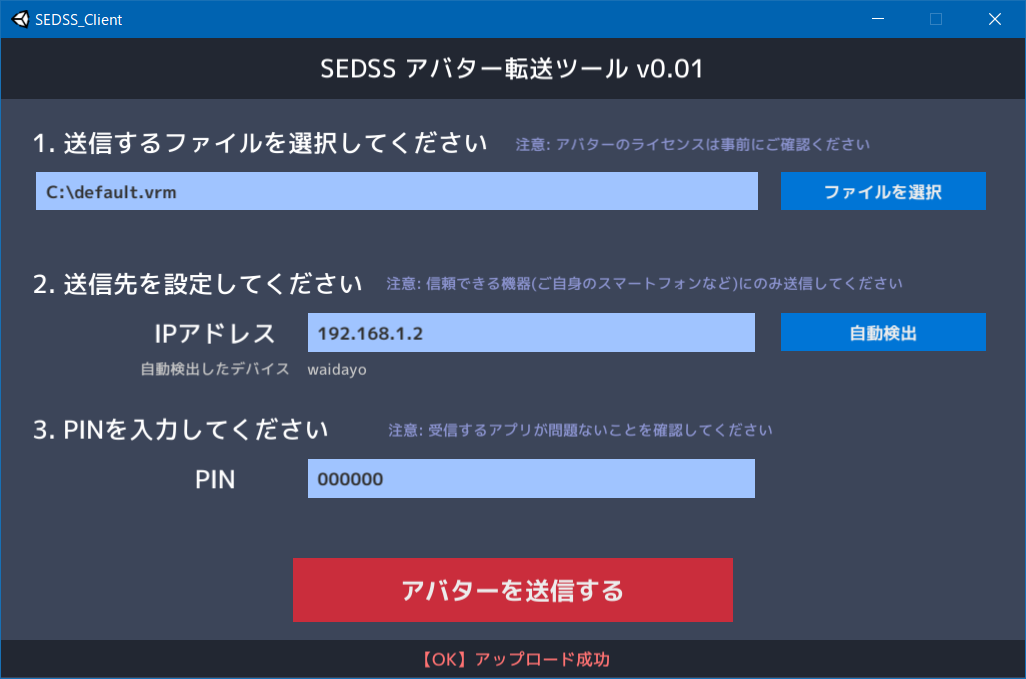 SEDSS_Client
SEDSS アバター転送ツール v0.01
1. 送信するファイルを選択してください 注意: アバターのライセンスは事前にご確認ください
C:\default.vrm ファイルを選択
2. 送信先を設定してください 注意: 信頼できる機器(ご自身のスマートフォンなど)にのみ送信してください
IPアドレス 192.168.1.2 自動検出
自動検出したデバイス waidayo
3. PINを入力してください 注意: 受信するアプリが問題ないことを確認してください
PIN 000000
アバターを送信する
【OK】アップロード成功